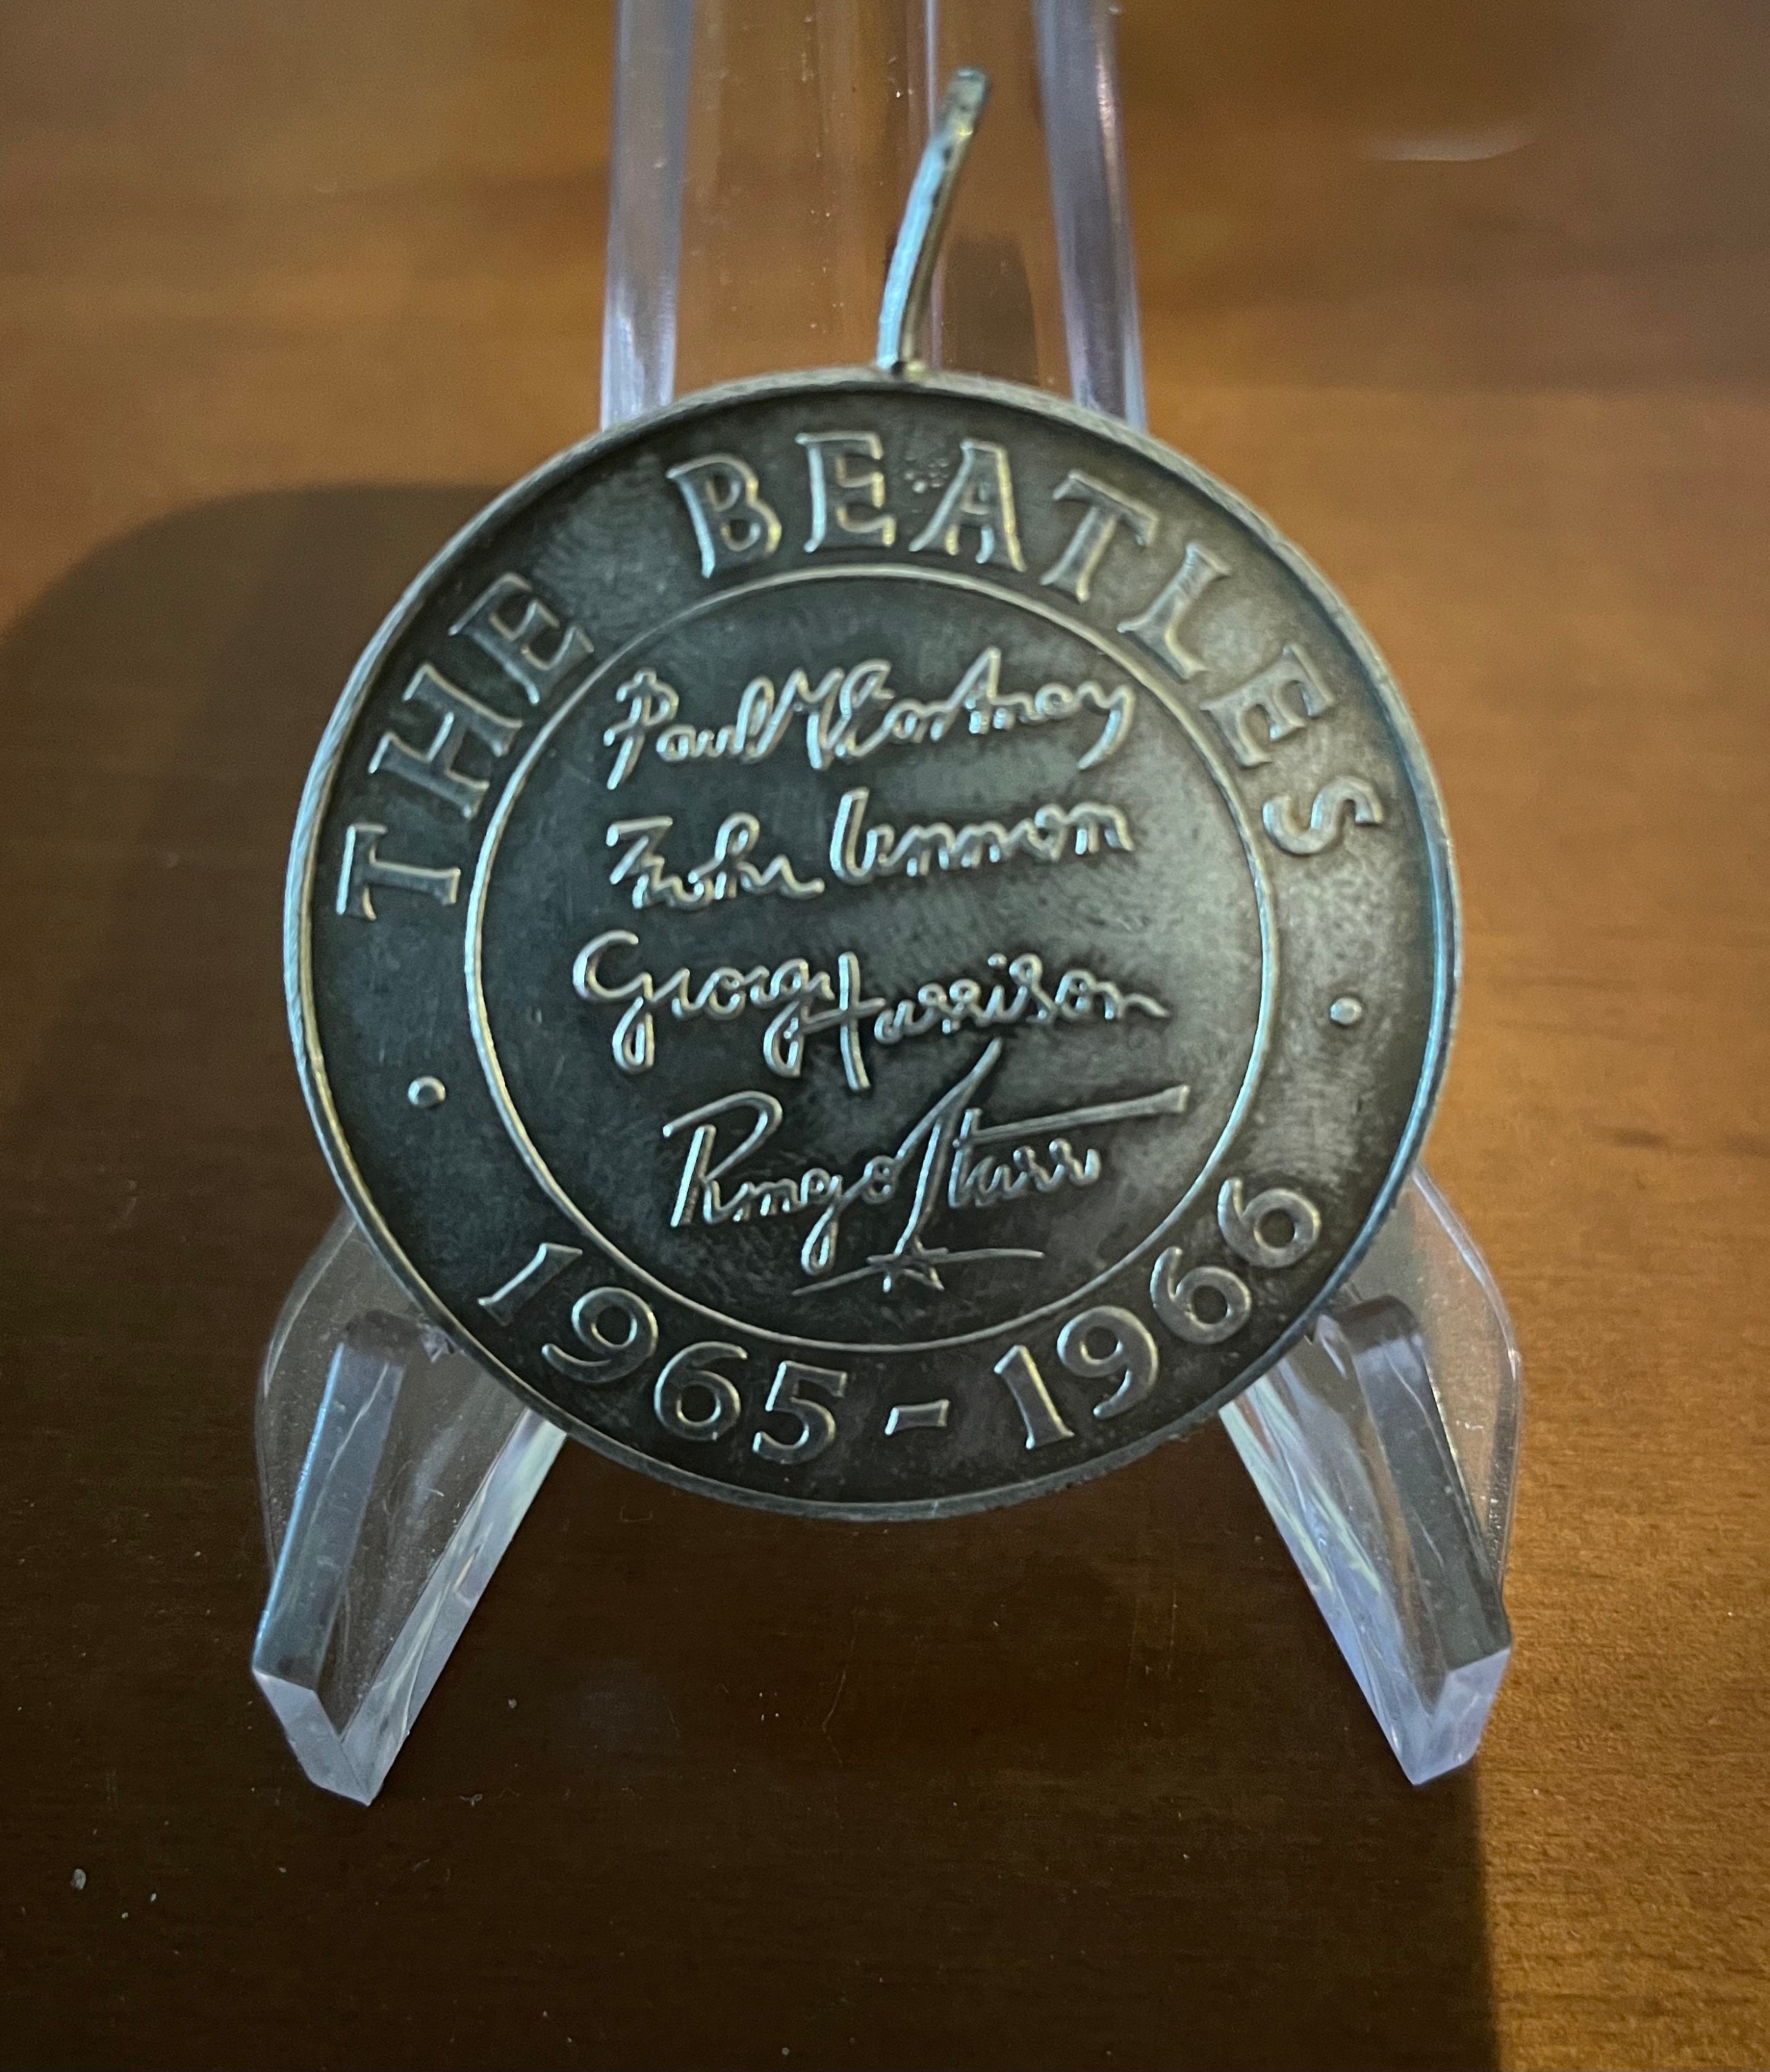 THE BEATLES
Paul McCartney
John Lennon
George Harrison
Ringo Starr
· 1965-1966 ·